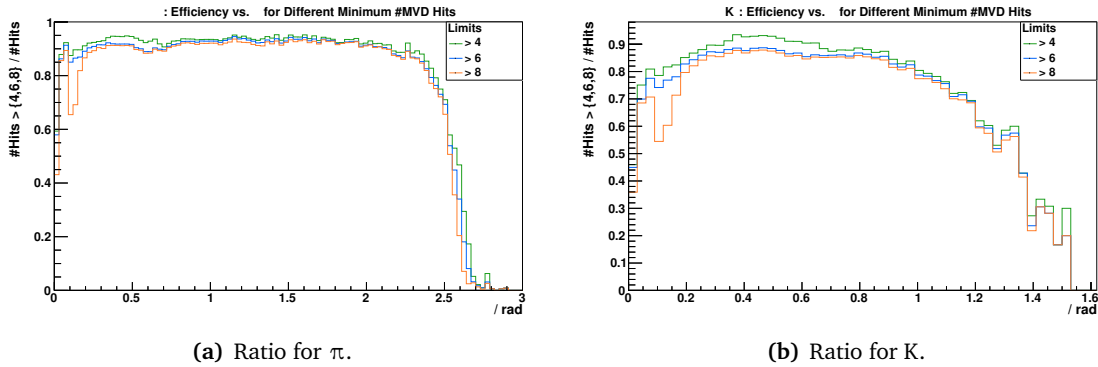 : Efficiency vs. for Different Minimum #MVD Hits
#Hits > {4,6,8} / #Hits
1
0.8
0.6
0.4
0.2
0
0 0.5 1 1.5 2 2.5 3
/ rad
Limits
> 4
> 6
> 8
(a) Ratio for π.
K : Efficiency vs. for Different Minimum #MVD Hits
#Hits > {4,6,8} / #Hits
0.9
0.8
0.7
0.6
0.5
0.4
0.3
0.2
0.1
0
0 0.2 0.4 0.6 0.8 1 1.2 1.4 1.6
/ rad
Limits
> 4
> 6
> 8
(b) Ratio for K.